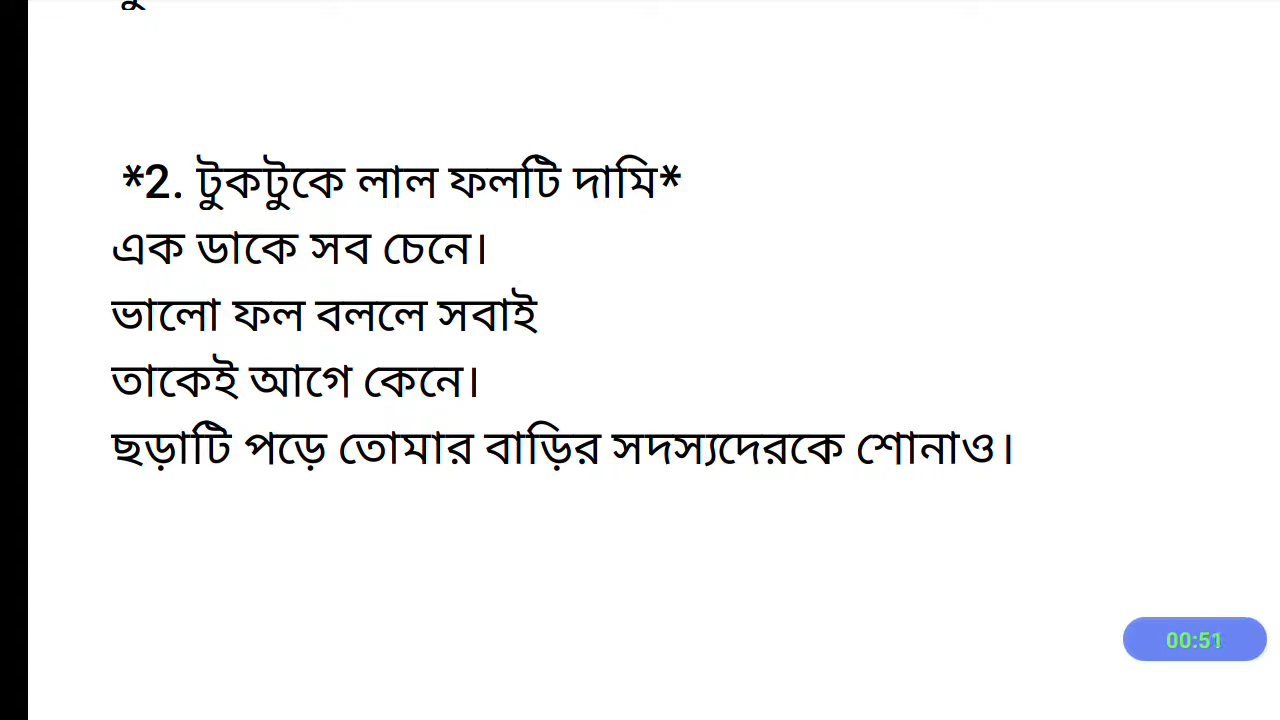 *2. টুকটুকে লাল ফলটি দামি*
এক ডাকে সব চেনে।
ভালো ফল বললে সবাই
তাকেই আগে কেনে।
ছড়াটি পড়ে তোমার বাড়ির সদস্যদেরকে শোনাও।
00:51